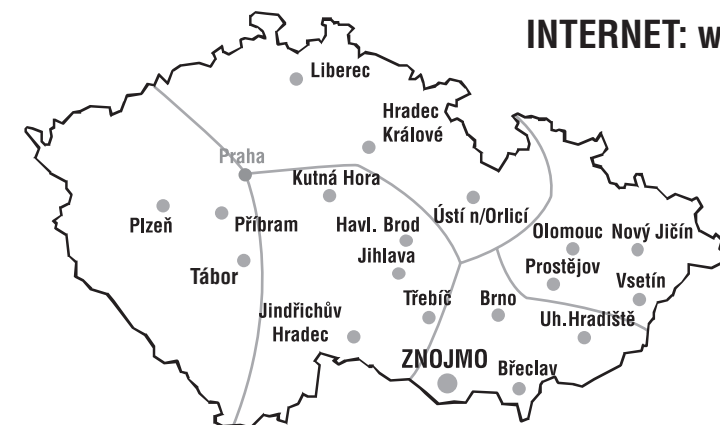 INTERNET: w
Liberec
Hradec
Králové
Praha
Kutná Hora
Plzeň
Příbram
Havl. Brod
Ústí n/Orlicí
Olomouc
Nový Jičín
Jihlava
Tábor
Prostějov
Vsetín
Třebíč
Brno
Jindřichův
Hradec
Uh.Hradiště
ZNOJMO
Břeclav